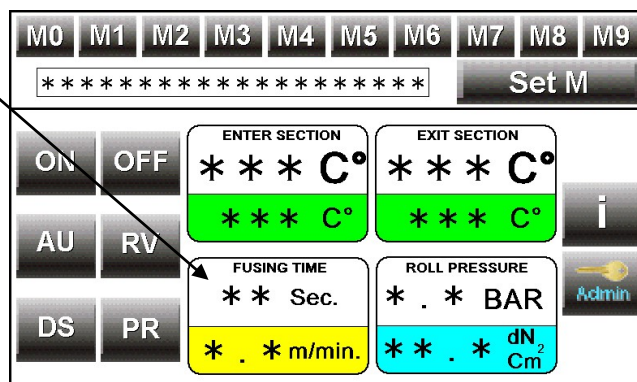 M0 M1 M2 M3 M4 M5 M6 M7 M8 M9
******************** Set M
ENTER SECTION EXIT SECTION
ON OFF *** C° *** C°
*** C° *** C°
i
AU RV
FUSING TIME ROLL PRESSURE
** Sec. *.* BAR
Admin
DS PR
*.* m/min. **.* dN2
Cm